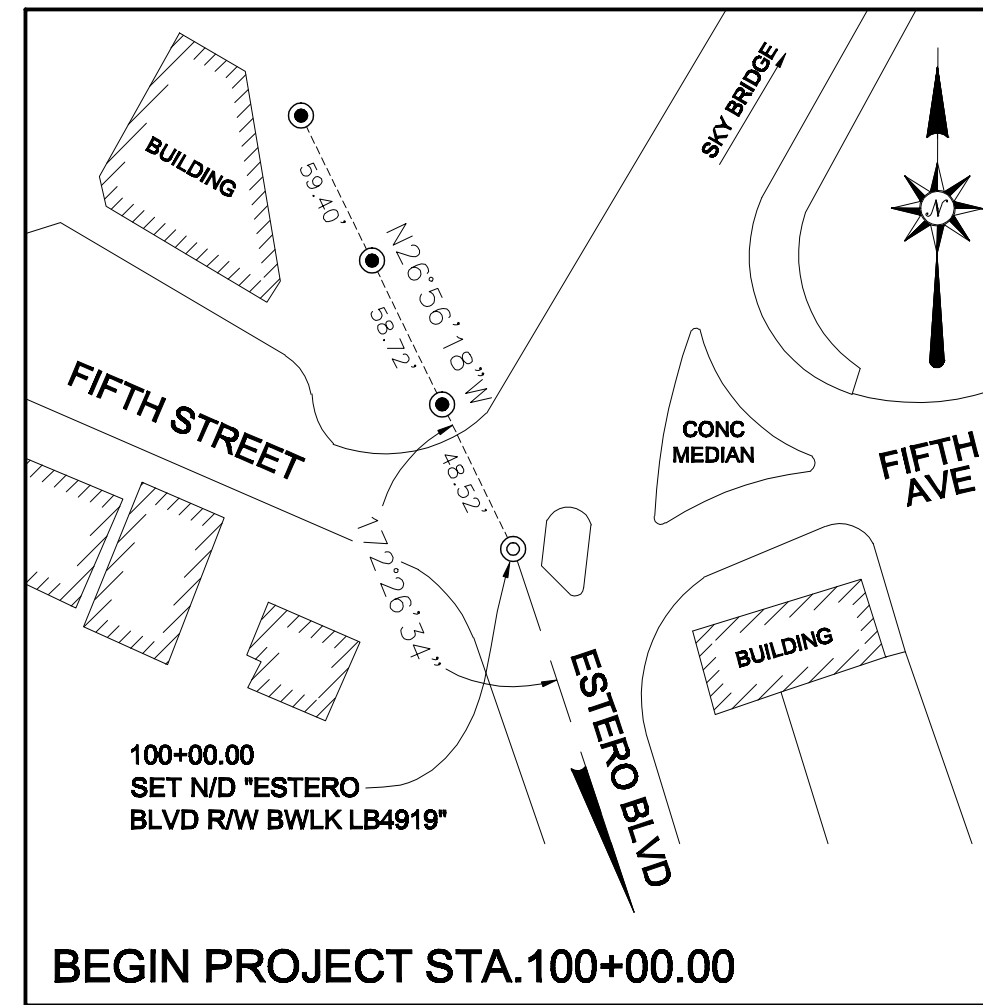 BUILDING
SKY BRIDGE
N
59.40'
N26°56'18"W
58.72'
FIFTH STREET
CONC
MEDIAN
FIFTH
AVE
48.52'
172°26'34"
BUILDING
ESTERO BLVD
100+00.00
SET N/D "ESTERO
BLVD R/W BWLK LB4919"
BEGIN PROJECT STA.100+00.00